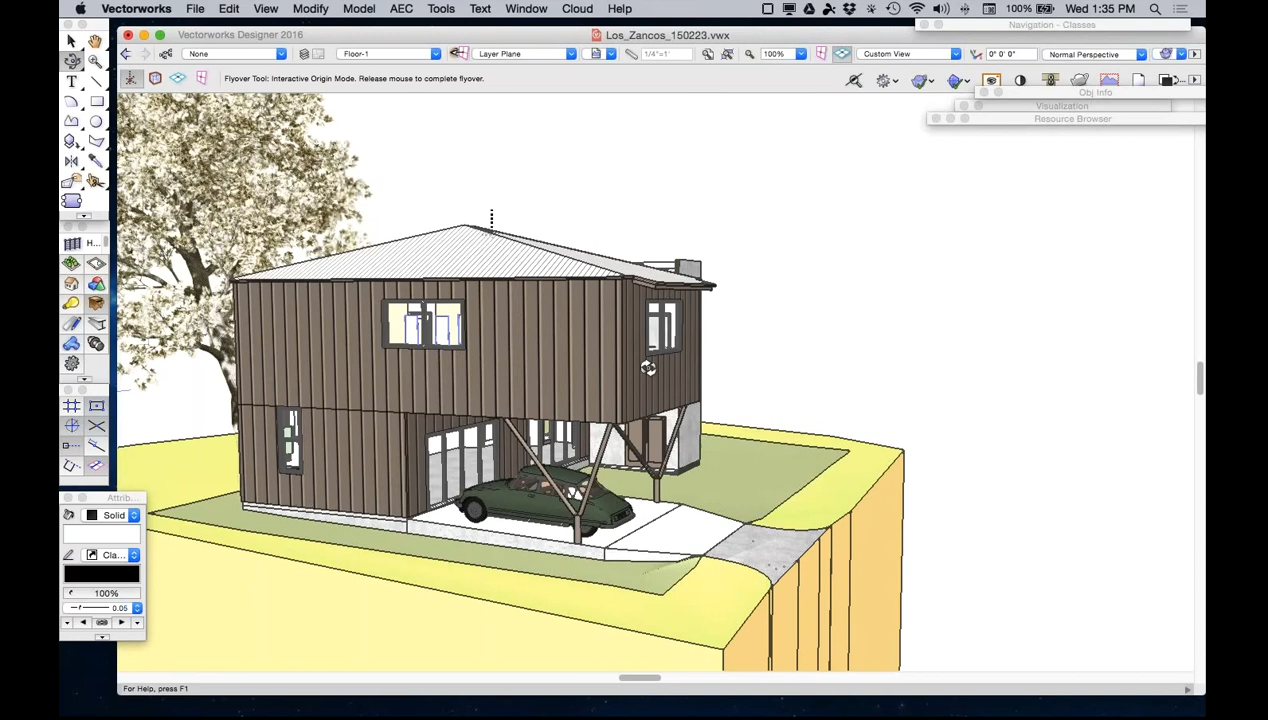 Vectorworks File Edit View Modify Model AEC Tools Text Window Cloud Help 100% Wed 1:35 PM
Navigation - Classes
Vectorworks Designer 2016 Los_Zancos_150223.vwx
None Floor-1 Layer Plane 1/4"=1' 100% Custom View 0° 0' 0" Normal Perspective
Flyover Tool: Interactive Origin Mode. Release mouse to complete flyover.
Obj Info
Visualization
Resource Browser
H...
Attrib...
Solid
Cla...
100%
0.05
For Help, press F1